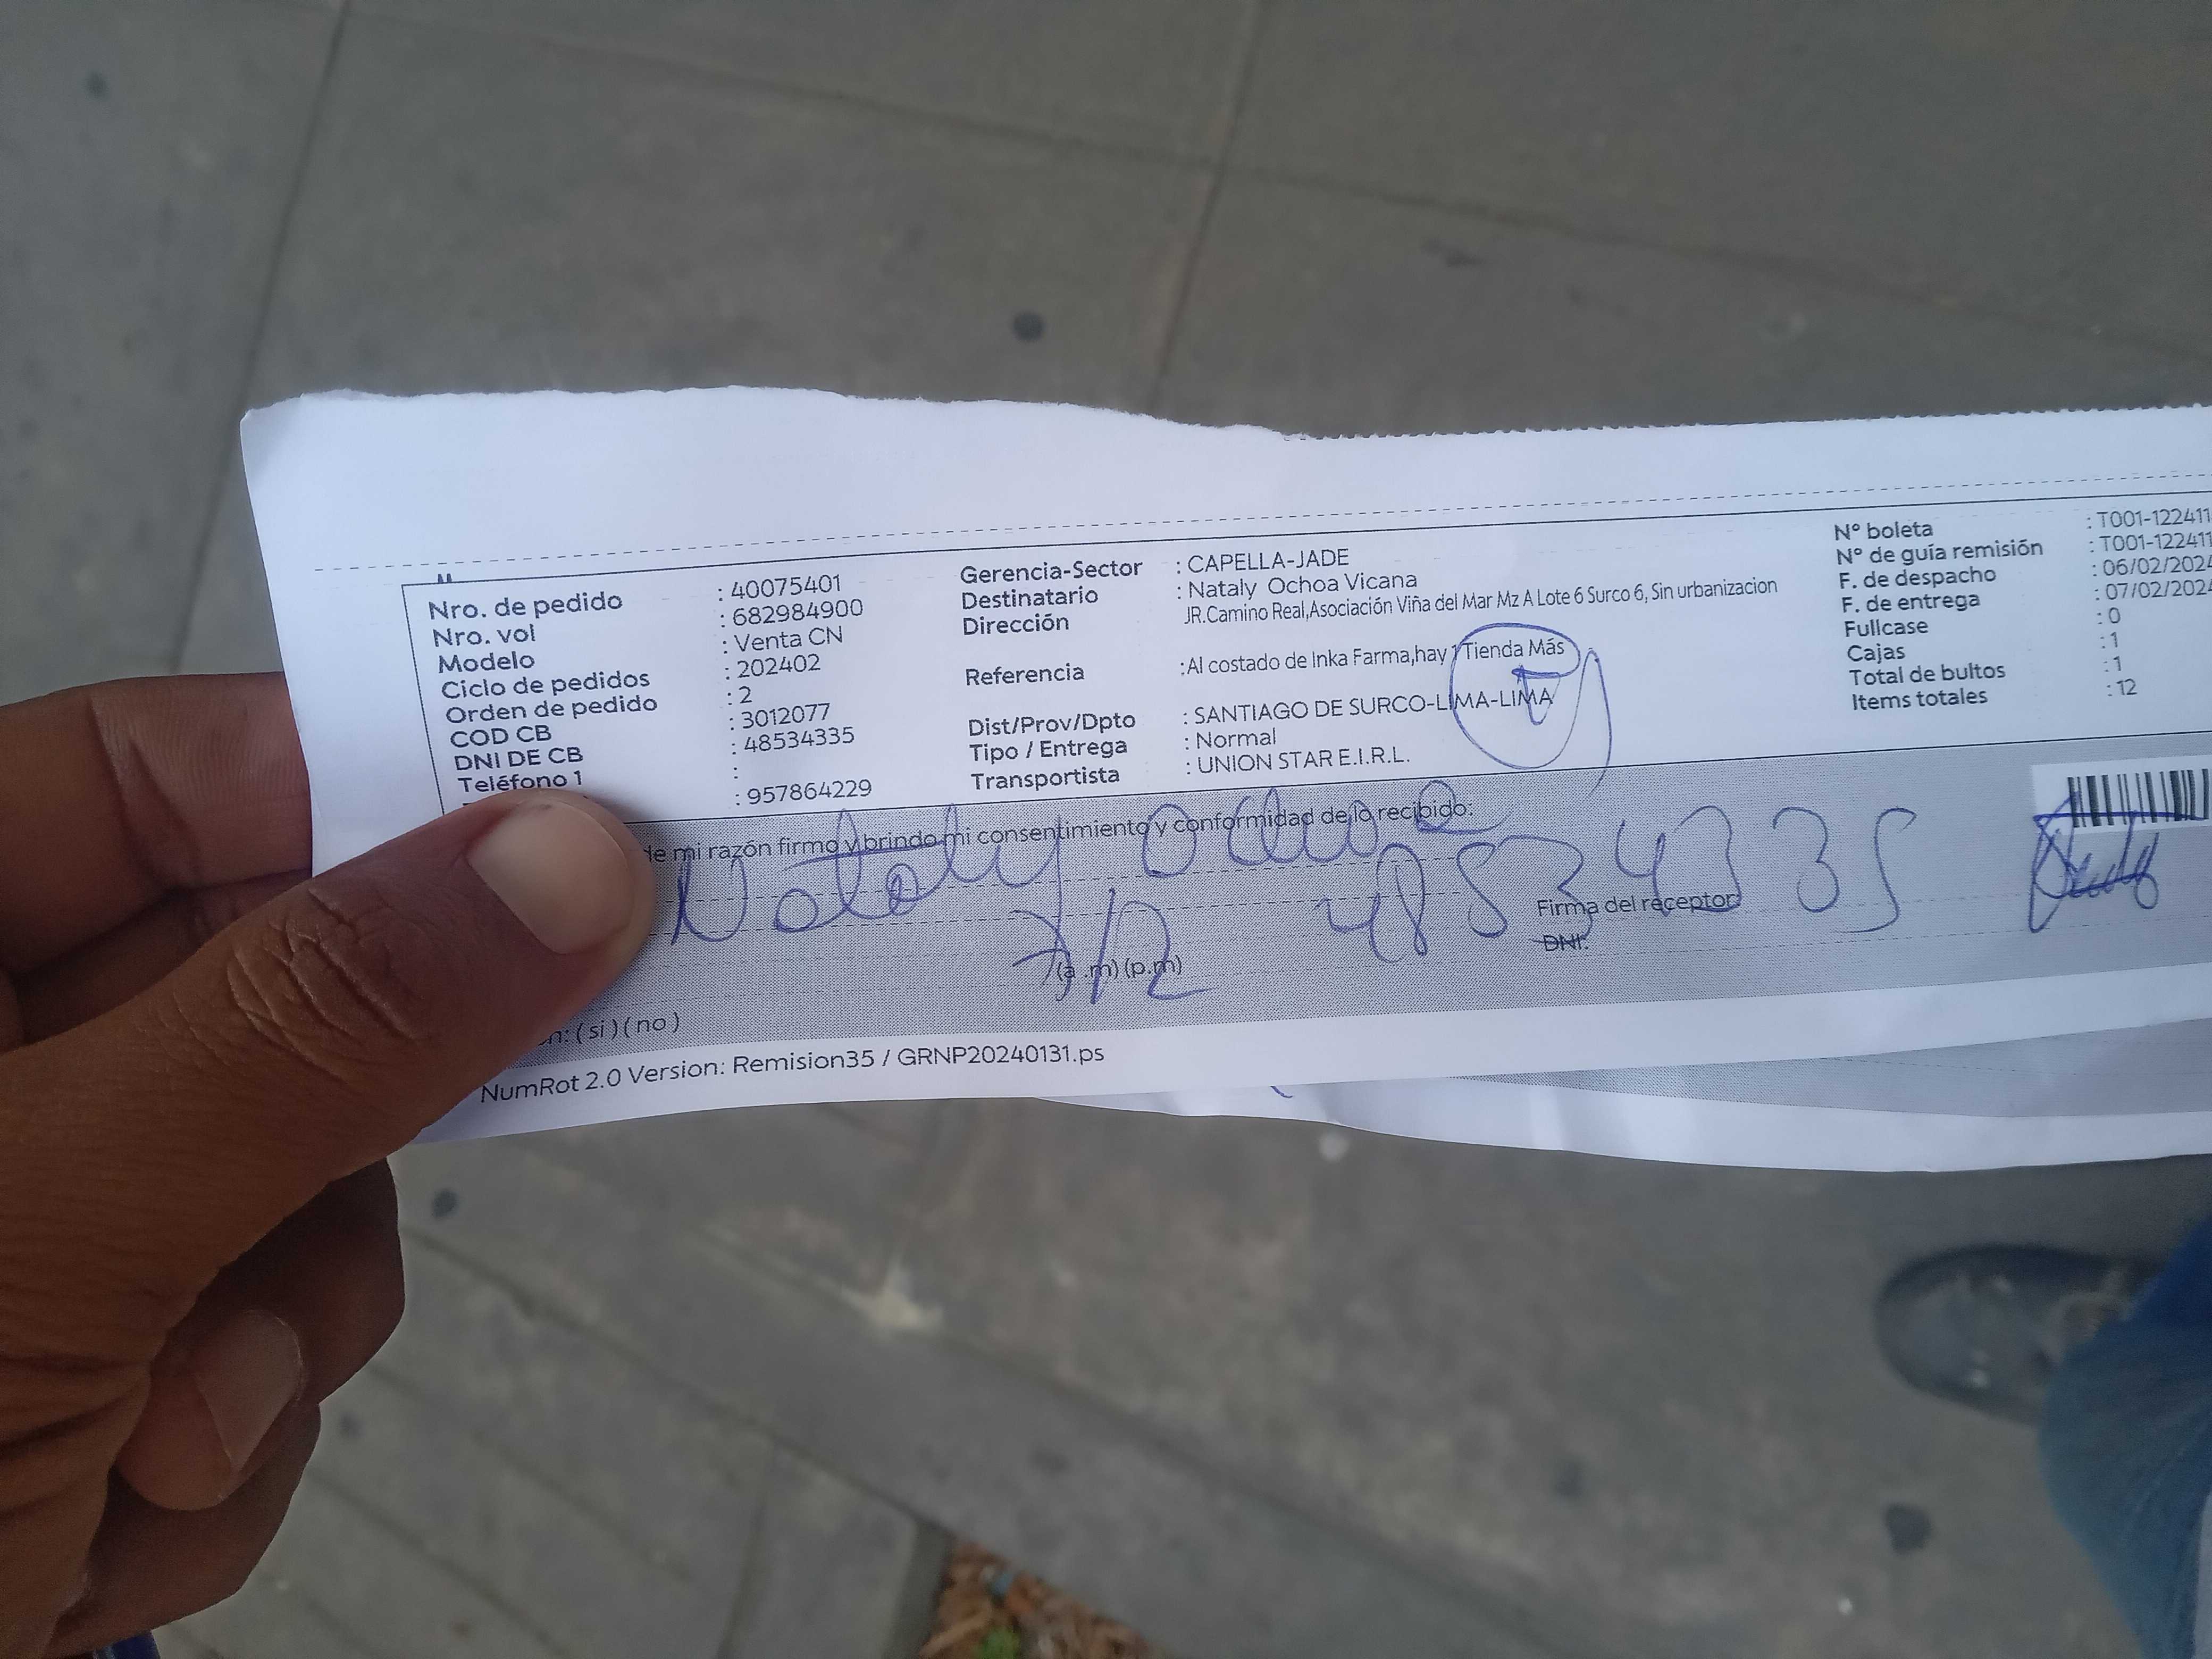 Nro. de pedido : 40075401
Nro. vol : 682984900
Modelo : Venta CN
Ciclo de pedidos : 202402
Orden de pedido : 2
COD CB : 3012077
DNI DE CB : 48534335
Teléfono 1 :
: 957864229
Gerencia-Sector : CAPELLA-JADE
Destinatario : Nataly Ochoa Vicana
Dirección JR.Camino Real,Asociación Viña del Mar Mz A Lote 6 Surco 6, Sin urbanizacion
Referencia :Al costado de Inka Farma,hay 1 Tienda Más
Dist/Prov/Dpto : SANTIAGO DE SURCO-LIMA-LIMA
Tipo / Entrega : Normal
Transportista : UNION STAR E.I.R.L.
N° boleta : T001-122411
N° de guía remisión : T001-122411
F. de despacho : 06/02/2024
F. de entrega : 07/02/2024
Fullcase : 0
Cajas : 1
Total de bultos : 1
Items totales : 12
de mi razón firmo y brindo mi consentimiento y conformidad de lo recibido:
Nataly Ochoa
7/2 48534335
Firma del receptor
DNI:
(a .m) (p.m)
n: ( si ) ( no )
NumRot 2.0 Version: Remision35 / GRNP20240131.ps